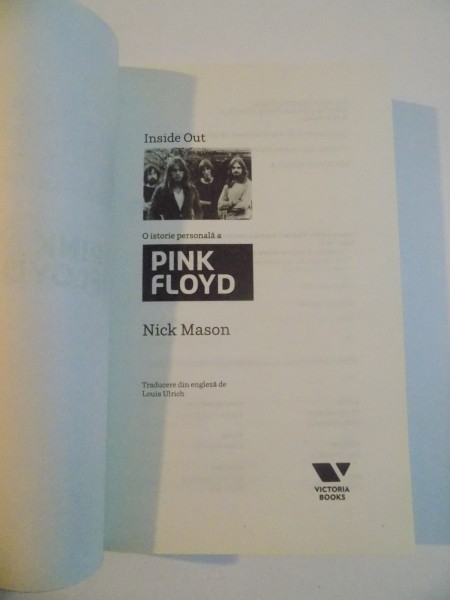 Inside Out
O istorie personală a
PINK
FLOYD
Nick Mason
Traducere din engleză de
Louis Ulrich
VICTORIA
BOOKS